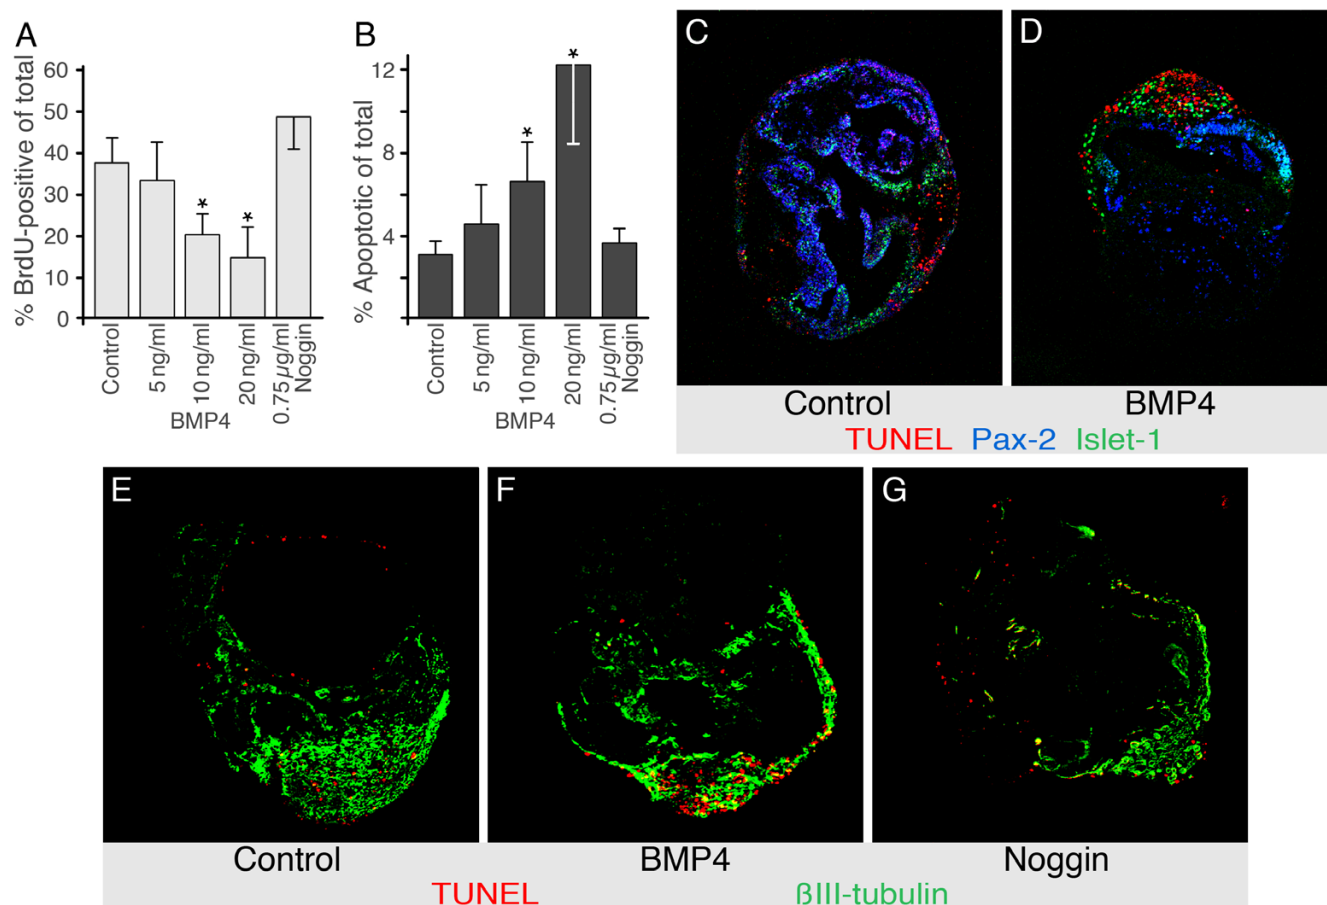 A
% BrdU-positive of total
60
50
40
30
20
10
0
Control
5 ng/ml
10 ng/ml
20 ng/ml
0.75 µg/ml
Noggin
BMP4
*
*
B
% Apoptotic of total
12
8
4
Control
5 ng/ml
10 ng/ml
20 ng/ml
0.75 µg/ml
Noggin
BMP4
*
*
C
D
Control
BMP4
TUNEL Pax-2 Islet-1
E
F
G
Control
BMP4
Noggin
TUNEL
ßIII-tubulin